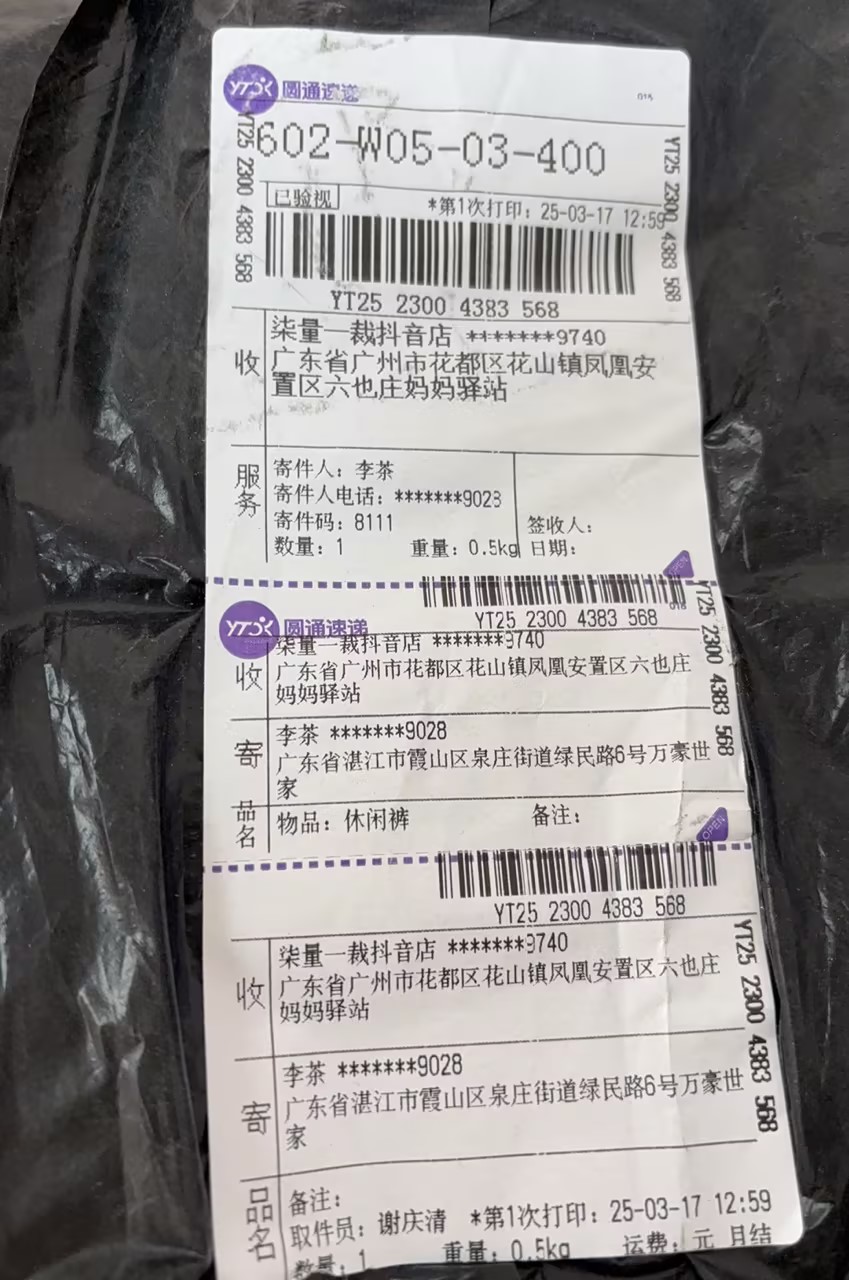 YTO 圆通速递
015
602-W05-03-400
已验视
*第1次打印：25-03-17 12:59
YT25 2300 4383 568
YT25 2300 4383 568
YT25 2300 4383 568
收
柒量一裁抖音店 *******9740
广东省广州市花都区花山镇凤凰安
置区六也庄妈妈驿站
服务
寄件人：李茶
寄件人电话：*******9028
寄件码：8111
数量：1 重量：0.5kg
签收人：
日期：
OPEN
YTO 圆通速递
YT25 2300 4383 568
YT25 2300 4383 568
收
柒量一裁抖音店 *******9740
广东省广州市花都区花山镇凤凰安置区六也庄
妈妈驿站
寄
李茶 *******9028
广东省湛江市霞山区泉庄街道绿民路6号万豪世
家
品名
物品：休闲裤 备注：
OPEN
YT25 2300 4383 568
YT25 2300 4383 568
收
柒量一裁抖音店 *******9740
广东省广州市花都区花山镇凤凰安置区六也庄
妈妈驿站
寄
李茶 *******9028
广东省湛江市霞山区泉庄街道绿民路6号万豪世
家
品名
备注：
取件员：谢庆清 *第1次打印：25-03-17 12:59
数量：1 重量：0.5kg 运费：元 月结